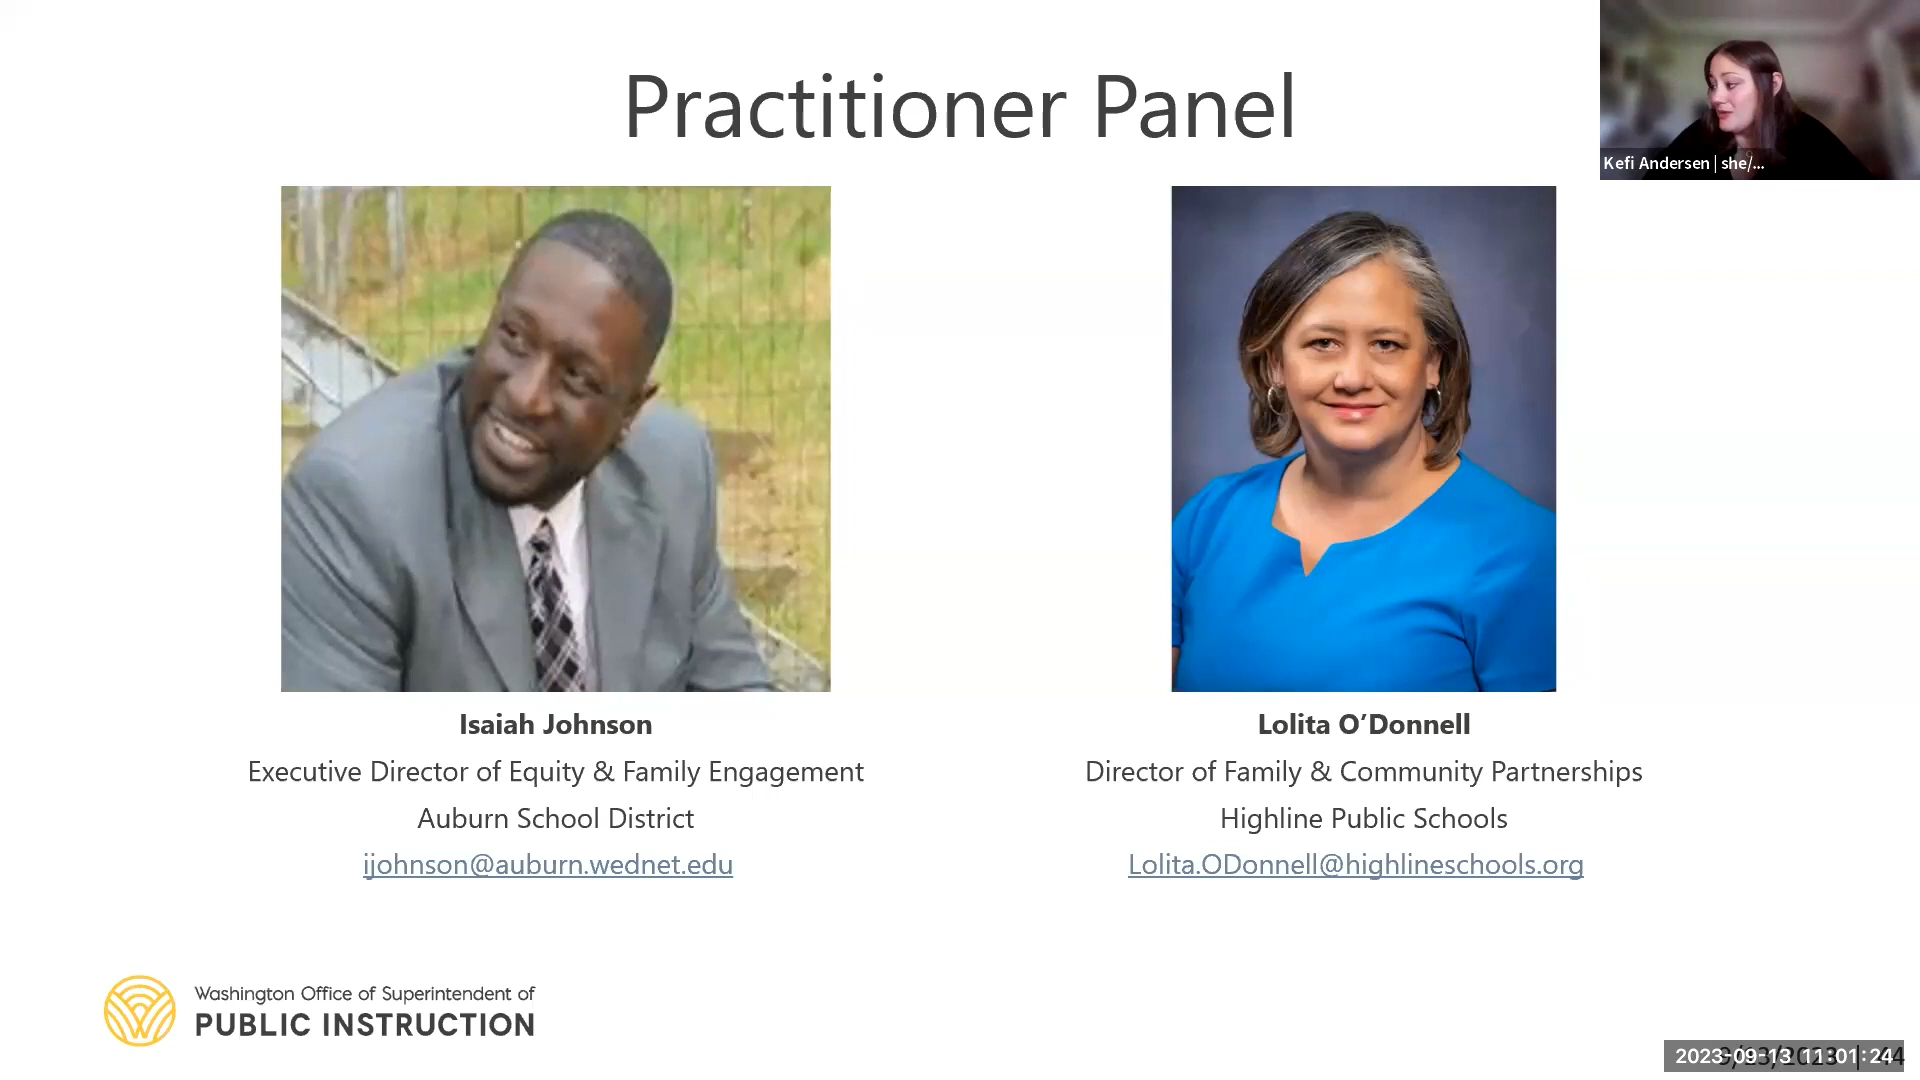 Practitioner Panel
Kefi Andersen | she/...
Isaiah Johnson
Executive Director of Equity & Family Engagement
Auburn School District
ijohnson@auburn.wednet.edu
Lolita O’Donnell
Director of Family & Community Partnerships
Highline Public Schools
Lolita.ODonnell@highlineschools.org
Washington Office of Superintendent of
PUBLIC INSTRUCTION
2023-09-13 11:01:24